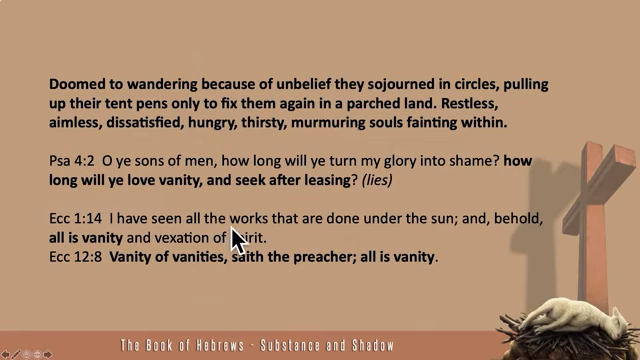 Doomed to wandering because of unbelief they sojourned in circles, pulling
up their tent pens only to fix them again in a parched land. Restless,
aimless, dissatisfied, hungry, thirsty, murmuring souls fainting within.
Psa 4:2 O ye sons of men, how long will ye turn my glory into shame? how
long will ye love vanity, and seek after leasing? (lies)
Ecc 1:14 I have seen all the works that are done under the sun; and, behold,
all is vanity and vexation of spirit.
Ecc 12:8 Vanity of vanities, saith the preacher; all is vanity.
The Book of Hebrews - Substance and Shadow